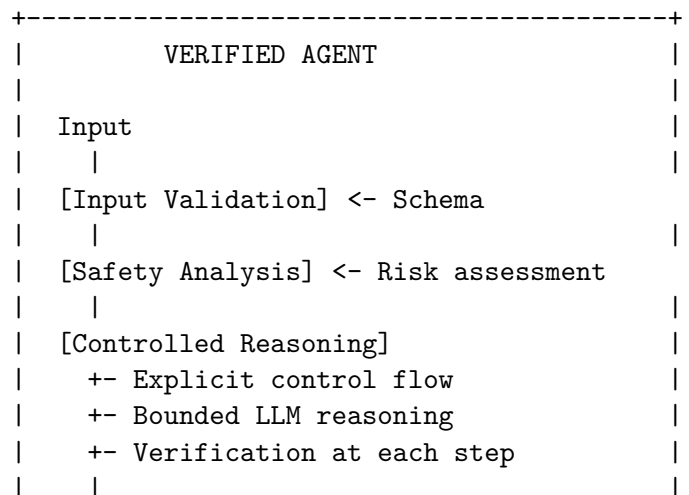 +------------------------------------------+
|         VERIFIED AGENT                   |
|                                          |
|  Input                                   |
|    |                                     |
|  [Input Validation] <- Schema
|    |                                     |
|  [Safety Analysis] <- Risk assessment
|    |                                     |
|  [Controlled Reasoning]                  |
|    +- Explicit control flow              |
|    +- Bounded LLM reasoning              |
|    +- Verification at each step          |
|    |                                     |